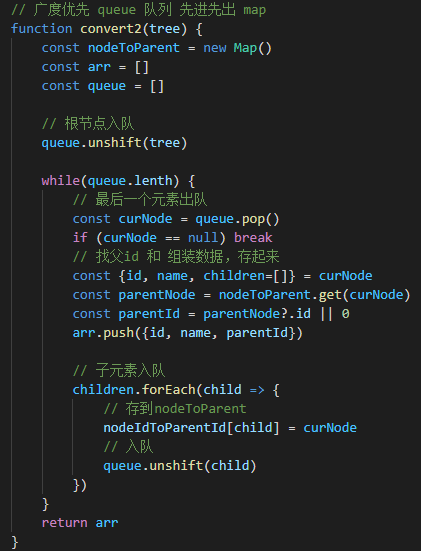 // 广度优先 queue 队列 先进先出 map
function convert2(tree) {
    const nodeToParent = new Map()
    const arr = []
    const queue = []

    // 根节点入队
    queue.unshift(tree)

    while(queue.lenth) {
        // 最后一个元素出队
        const curNode = queue.pop()
        if (curNode == null) break
        // 找父id 和 组装数据，存起来
        const {id, name, children=[]} = curNode
        const parentNode = nodeToParent.get(curNode)
        const parentId = parentNode?.id || 0
        arr.push({id, name, parentId})

        // 子元素入队
        children.forEach(child => {
            // 存到nodeToParent
            nodeIdToParentId[child] = curNode
            // 入队
            queue.unshift(child)
        })
    }
    return arr
}